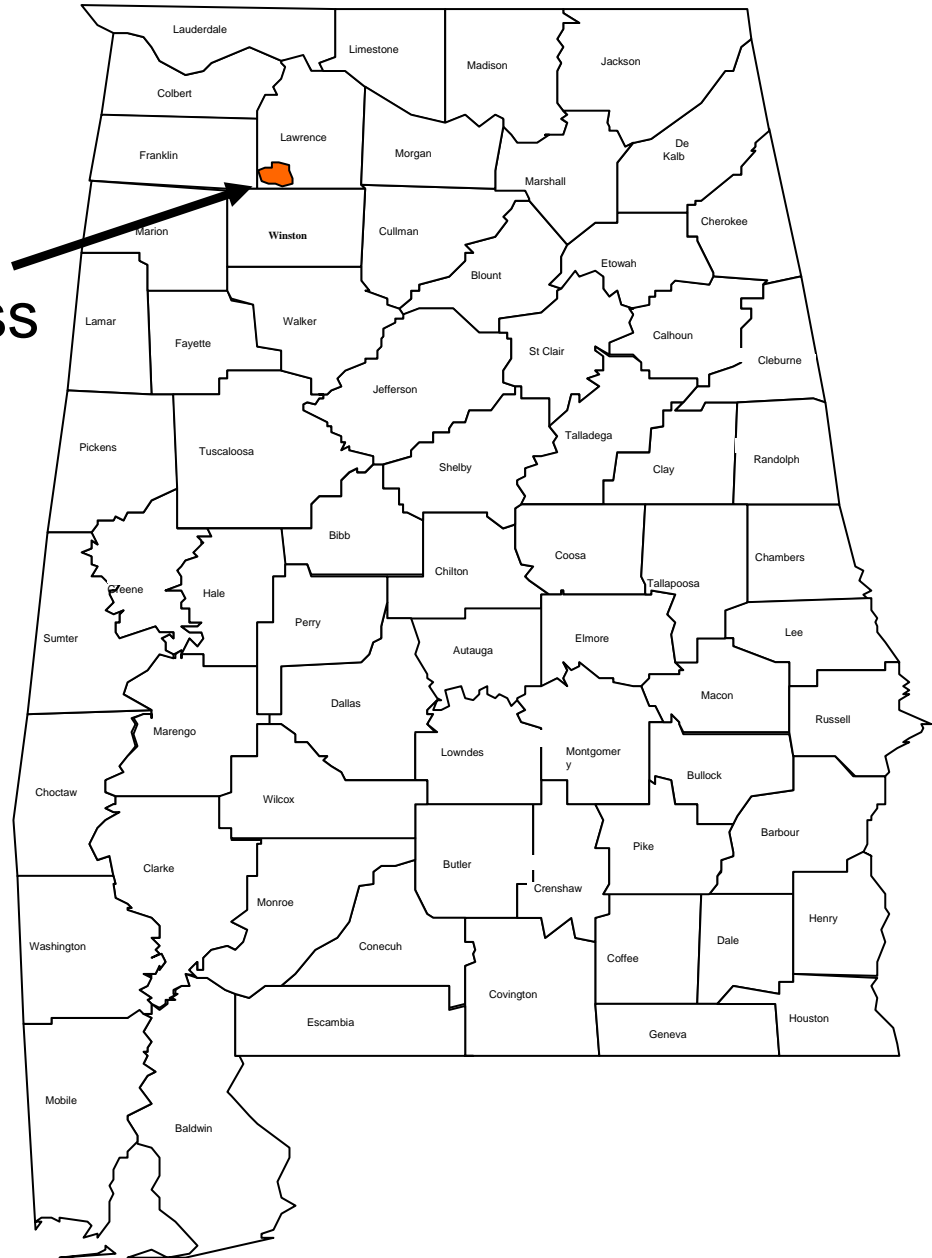 Lauderdale
Limestone
Madison
Jackson
Colbert
Lawrence
Franklin
Morgan
De
Kalb
Marshall
Cherokee
Marion
Winston
Cullman
Blount
Etowah
Lamar
Fayette
Walker
ss
St Clair
Calhoun
Cleburne
Jefferson
Pickens
Tuscaloosa
Shelby
Talladega
Clay
Randolph
Bibb
Chilton
Coosa
Tallapoosa
Chambers
Greene
Hale
Perry
Sumter
Autauga
Elmore
Lee
Macon
Russell
Dallas
Marengo
Lowndes
Montgomer
y
Bullock
Choctaw
Wilcox
Barbour
Pike
Butler
Clarke
Crenshaw
Monroe
Henry
Washington
Conecuh
Coffee
Dale
Covington
Escambia
Geneva
Houston
Mobile
Baldwin